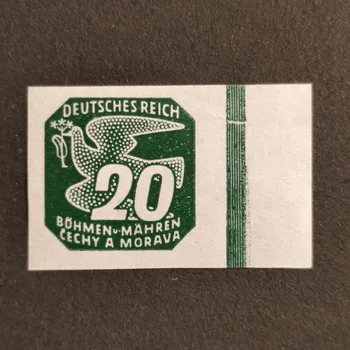 DEUTSCHES REICH
20
BÖHMEN u. MÄHREN
ČECHY A MORAVA